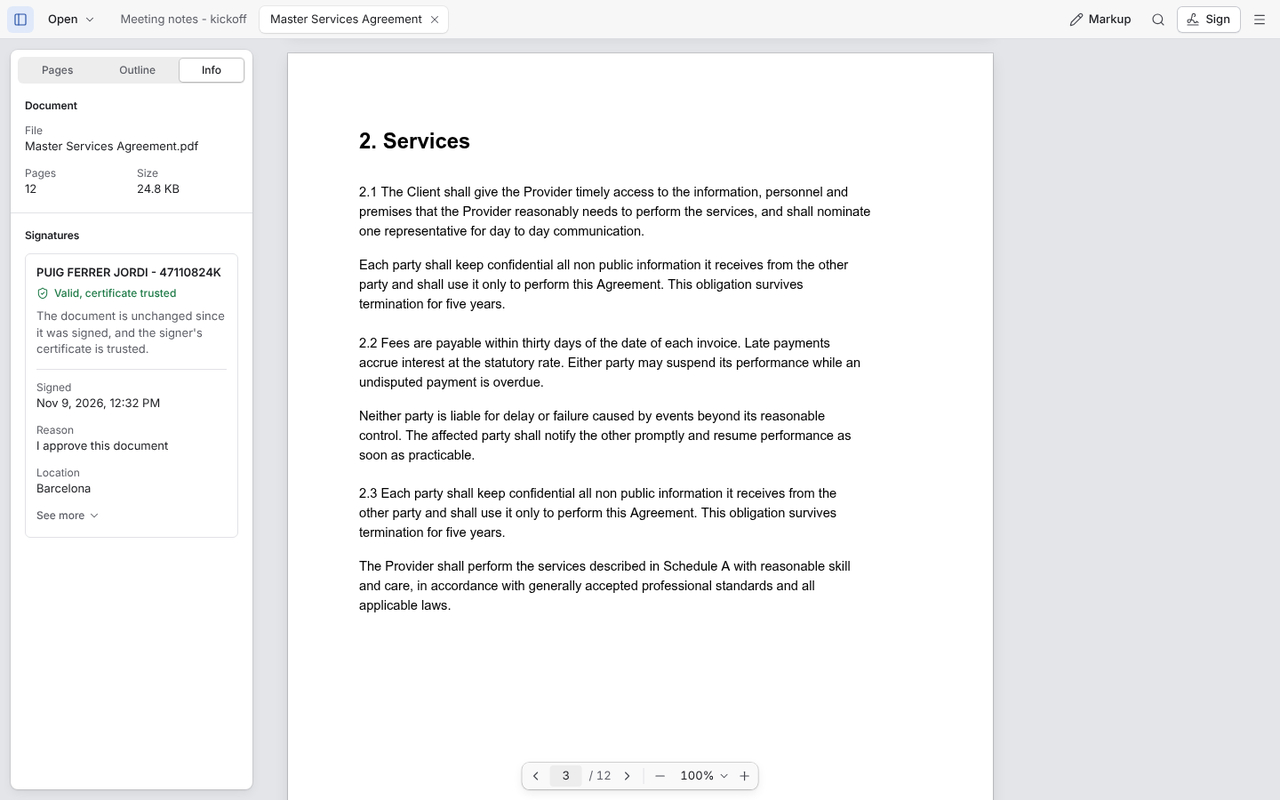 Open
Meeting notes - kickoff
Master Services Agreement
Markup
Sign
Pages
Outline
Info
Document
File
Master Services Agreement.pdf
Pages
Size
12
24.8 KB
Signatures
PUIG FERRER JORDI - 47110824K
Valid, certificate trusted
The document is unchanged since
it was signed, and the signer's
certificate is trusted.
Signed
Nov 9, 2026, 12:32 PM
Reason
I approve this document
Location
Barcelona
See more
2. Services
2.1 The Client shall give the Provider timely access to the information, personnel and
premises that the Provider reasonably needs to perform the services, and shall nominate
one representative for day to day communication.
Each party shall keep confidential all non public information it receives from the other
party and shall use it only to perform this Agreement. This obligation survives
termination for five years.
2.2 Fees are payable within thirty days of the date of each invoice. Late payments
accrue interest at the statutory rate. Either party may suspend its performance while an
undisputed payment is overdue.
Neither party is liable for delay or failure caused by events beyond its reasonable
control. The affected party shall notify the other promptly and resume performance as
soon as practicable.
2.3 Each party shall keep confidential all non public information it receives from the
other party and shall use it only to perform this Agreement. This obligation survives
termination for five years.
The Provider shall perform the services described in Schedule A with reasonable skill
and care, in accordance with generally accepted professional standards and all
applicable laws.
3 / 12
100%